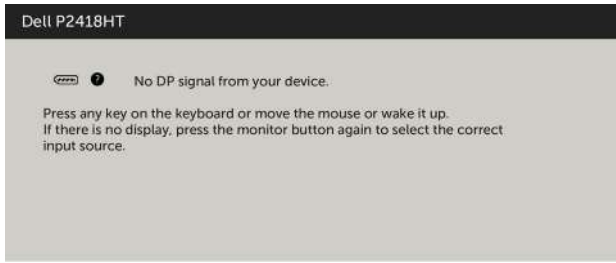 Dell P2418HT
? No DP signal from your device.
Press any key on the keyboard or move the mouse or wake it up.
If there is no display, press the monitor button again to select the correct
input source.